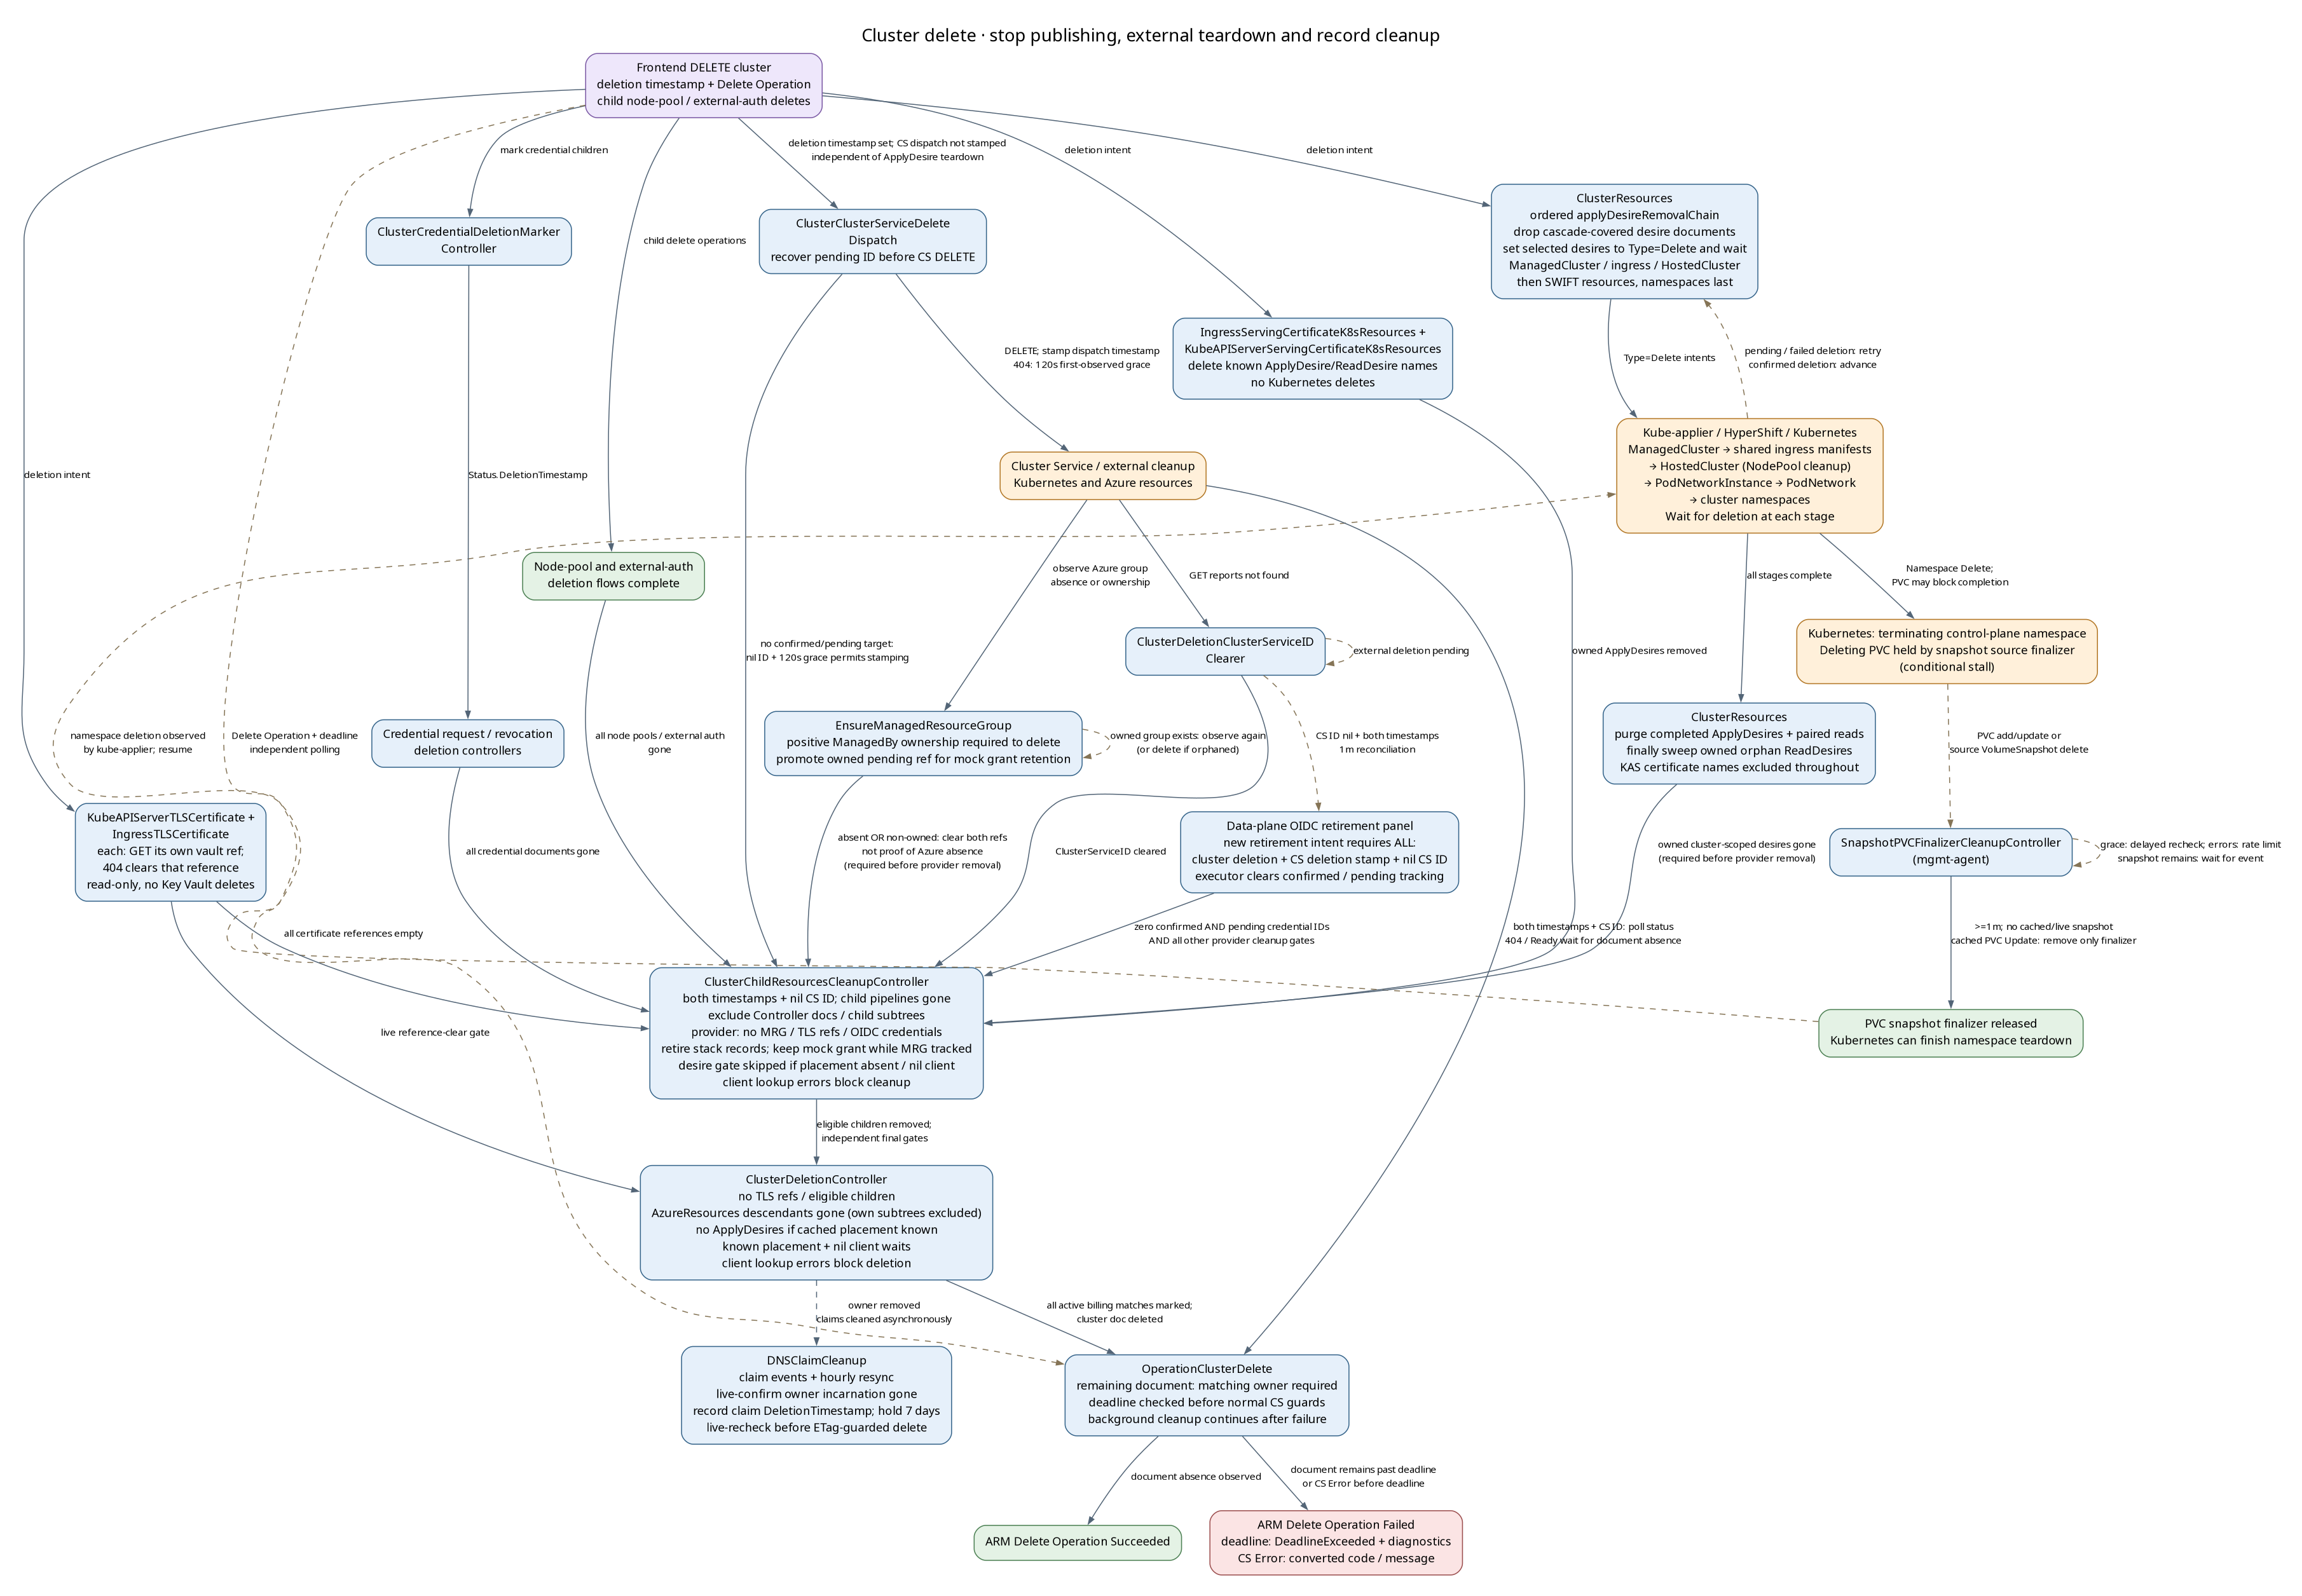 Cluster delete · stop publishing, external teardown and record cleanup
Frontend DELETE cluster
deletion timestamp + Delete Operation
child node-pool / external-auth deletes
mark credential children
deletion timestamp set; CS dispatch not stamped
independent of ApplyDesire teardown
deletion intent
deletion intent
ClusterResources
ordered applyDesireRemovalChain
drop cascade-covered desire documents
set selected desires to Type=Delete and wait
ManagedCluster / ingress / HostedCluster
then SWIFT resources, namespaces last
ClusterCredentialDeletionMarker
Controller
child delete operations
ClusterClusterServiceDelete
Dispatch
recover pending ID before CS DELETE
IngressServingCertificateK8sResources +
KubeAPIServerServingCertificateK8sResources
delete known ApplyDesire/ReadDesire names
no Kubernetes deletes
DELETE; stamp dispatch timestamp
404: 120s first-observed grace
Type=Delete intents
pending / failed deletion: retry
confirmed deletion: advance
Kube-applier / HyperShift / Kubernetes
ManagedCluster → shared ingress manifests
→ HostedCluster (NodePool cleanup)
→ PodNetworkInstance → PodNetwork
→ cluster namespaces
Wait for deletion at each stage
deletion intent
Status.DeletionTimestamp
Cluster Service / external cleanup
Kubernetes and Azure resources
Node-pool and external-auth
deletion flows complete
observe Azure group
absence or ownership
GET reports not found
all stages complete
Namespace Delete;
PVC may block completion
no confirmed/pending target:
nil ID + 120s grace permits stamping
ClusterDeletionClusterServiceID
Clearer
external deletion pending
owned ApplyDesires removed
Kubernetes: terminating control-plane namespace
Deleting PVC held by snapshot source finalizer
(conditional stall)
namespace deletion observed
by kube-applier; resume
Delete Operation + deadline
independent polling
Credential request / revocation
deletion controllers
all node pools / external auth
gone
EnsureManagedResourceGroup
positive ManagedBy ownership required to delete
promote owned pending ref for mock grant retention
owned group exists: observe again
(or delete if orphaned)
CS ID nil + both timestamps
1m reconciliation
ClusterResources
purge completed ApplyDesires + paired reads
finally sweep owned orphan ReadDesires
KAS certificate names excluded throughout
PVC add/update or
source VolumeSnapshot delete
KubeAPIServerTLSCertificate +
IngressTLSCertificate
each: GET its own vault ref;
404 clears that reference
read-only, no Key Vault deletes
all credential documents gone
absent OR non-owned: clear both refs
not proof of Azure absence
(required before provider removal)
ClusterServiceID cleared
Data-plane OIDC retirement panel
new retirement intent requires ALL:
cluster deletion + CS deletion stamp + nil CS ID
executor clears confirmed / pending tracking
owned cluster-scoped desires gone
(required before provider removal)
SnapshotPVCFinalizerCleanupController
(mgmt-agent)
grace: delayed recheck; errors: rate limit
snapshot remains: wait for event
all certificate references empty
zero confirmed AND pending credential IDs
AND all other provider cleanup gates
both timestamps + CS ID: poll status
404 / Ready wait for document absence
>=1m; no cached/live snapshot
cached PVC Update: remove only finalizer
ClusterChildResourcesCleanupController
both timestamps + nil CS ID; child pipelines gone
exclude Controller docs / child subtrees
provider: no MRG / TLS refs / OIDC credentials
retire stack records; keep mock grant while MRG tracked
desire gate skipped if placement absent / nil client
client lookup errors block cleanup
live reference-clear gate
PVC snapshot finalizer released
Kubernetes can finish namespace teardown
eligible children removed;
independent final gates
ClusterDeletionController
no TLS refs / eligible children
AzureResources descendants gone (own subtrees excluded)
no ApplyDesires if cached placement known
known placement + nil client waits
client lookup errors block deletion
owner removed
claims cleaned asynchronously
all active billing matches marked;
cluster doc deleted
DNSClaimCleanup
claim events + hourly resync
live-confirm owner incarnation gone
record claim DeletionTimestamp; hold 7 days
live-recheck before ETag-guarded delete
OperationClusterDelete
remaining document: matching owner required
deadline checked before normal CS guards
background cleanup continues after failure
document absence observed
document remains past deadline
or CS Error before deadline
ARM Delete Operation Succeeded
ARM Delete Operation Failed
deadline: DeadlineExceeded + diagnostics
CS Error: converted code / message